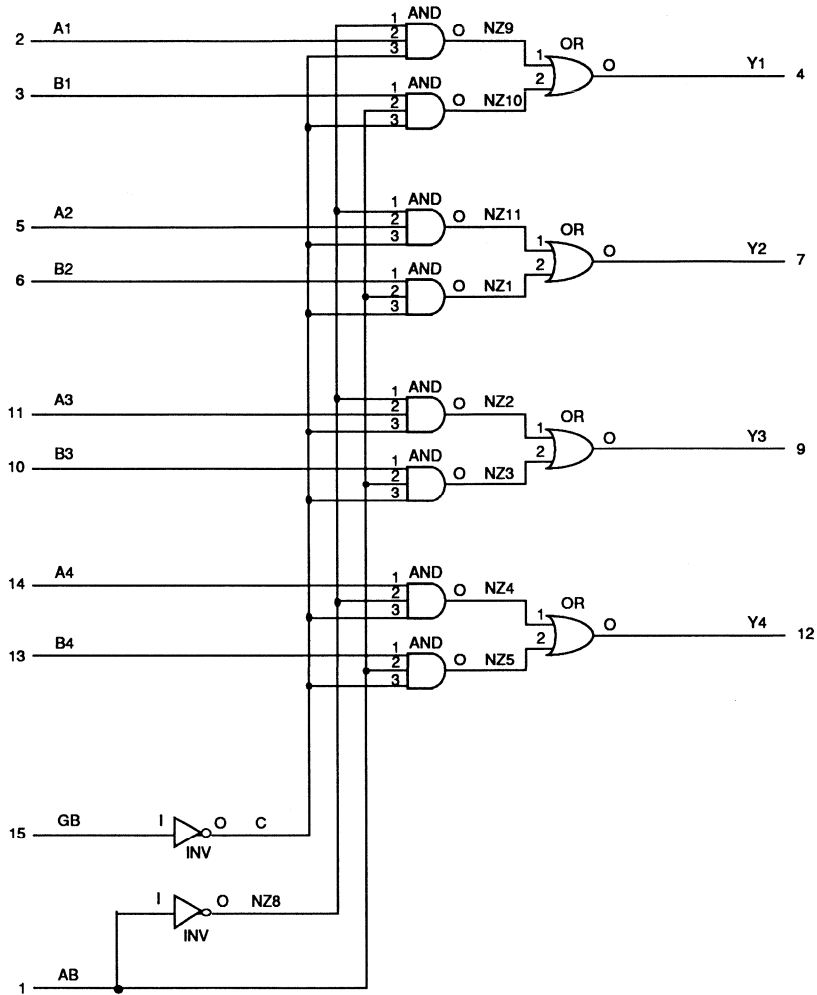 AND
1
2 A1 2 O NZ9
3 OR
1 O Y1 4
AND
3 B1 1 2
2 O NZ10
3
AND
1
5 A2 2 O NZ11
3 OR
1 O Y2 7
AND
6 B2 1 2
2 O NZ1
3
AND
1
11 A3 2 O NZ2
3 OR
1 O Y3 9
AND
10 B3 1 2
2 O NZ3
3
AND
14 A4 1
2 O NZ4
3 OR
1 O Y4 12
AND
13 B4 1 2
2 O NZ5
3
15 GB I O C
INV
I O NZ8
INV
1 AB